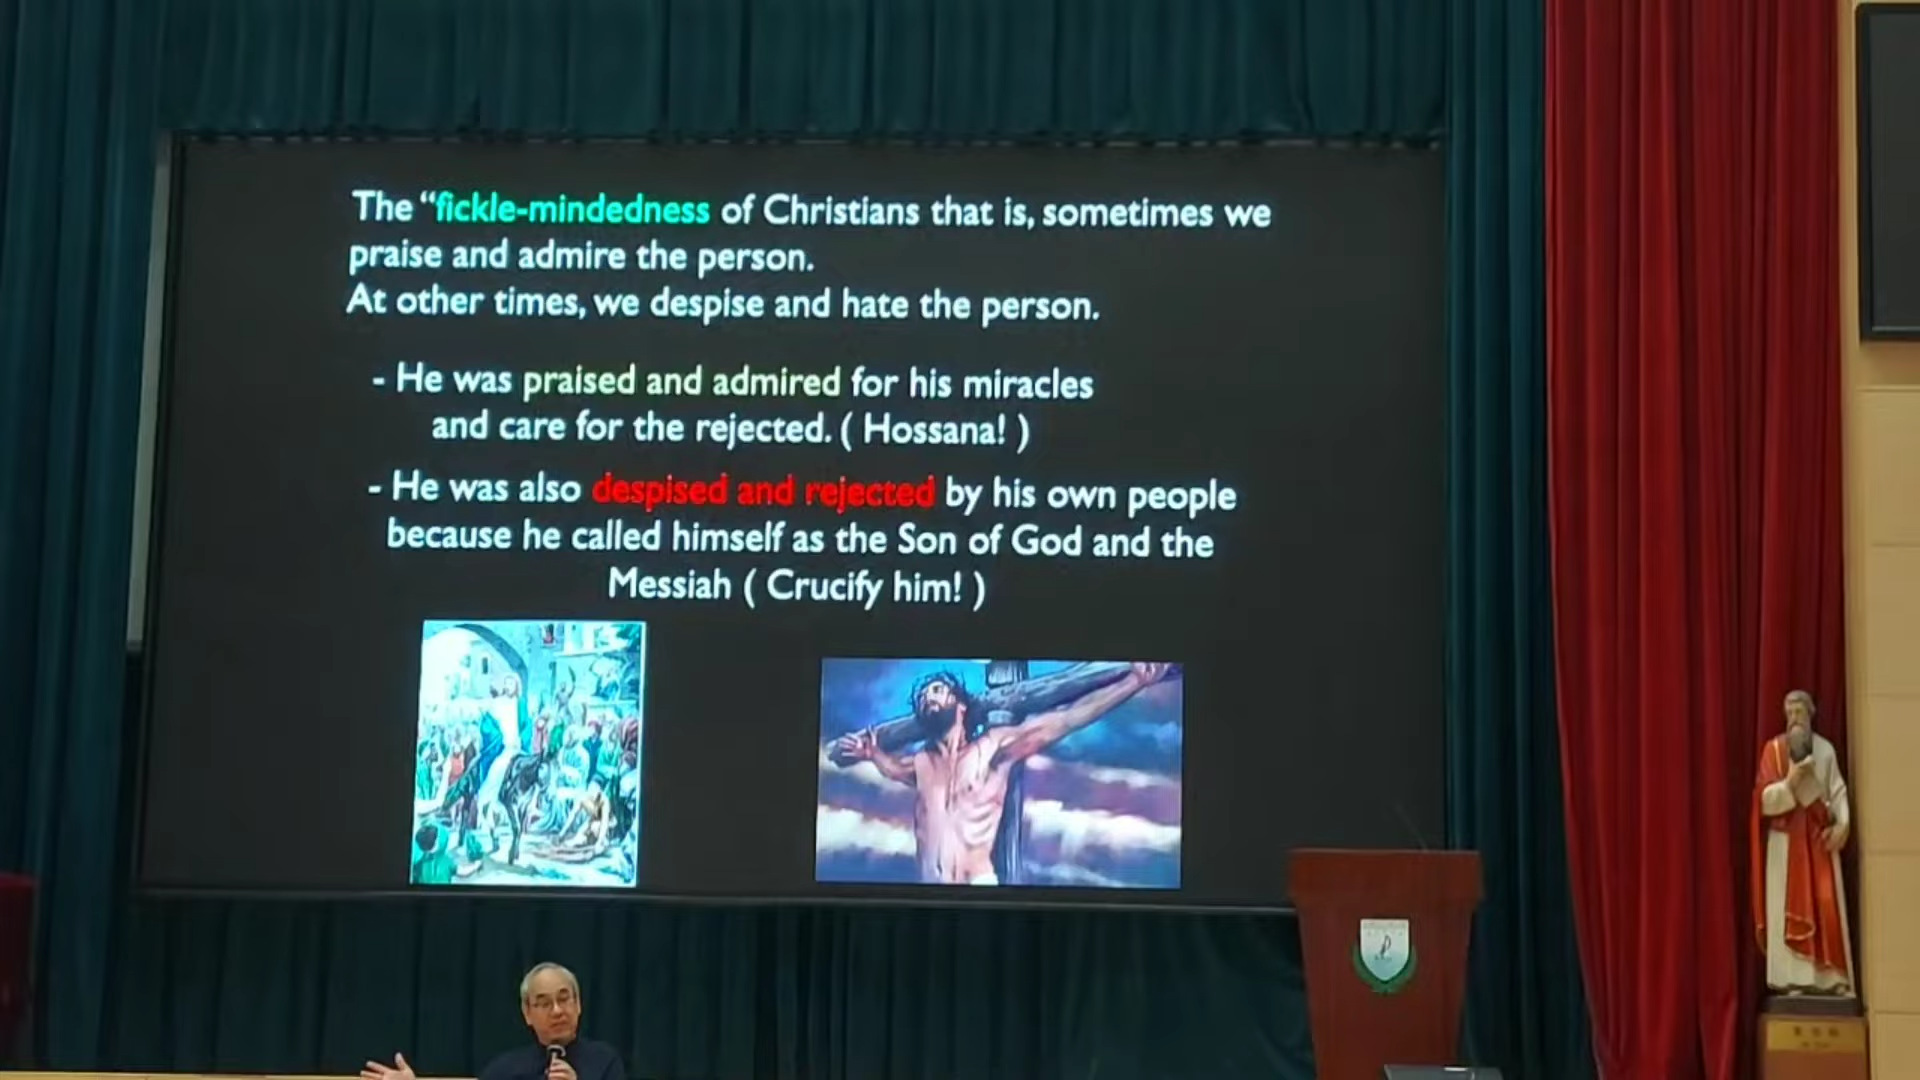 The “fickle-mindedness of Christians that is, sometimes we
praise and admire the person.
At other times, we despise and hate the person.
- He was praised and admired for his miracles
and care for the rejected. ( Hossana! )
- He was also despised and rejected by his own people
because he called himself as the Son of God and the
Messiah ( Crucify him! )